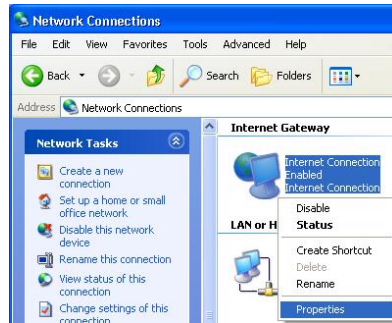 Network Connections
File Edit View Favorites Tools Advanced Help
Back Search Folders
Address Network Connections
Network Tasks
Create a new
connection
Set up a home or small
office network
Disable this network
device
Rename this connection
View status of this
connection
Change settings of this
connection
Internet Gateway
Internet Connection
Enabled
Internet Connection
LAN or H
Disable
Status
Create Shortcut
Delete
Rename
Properties